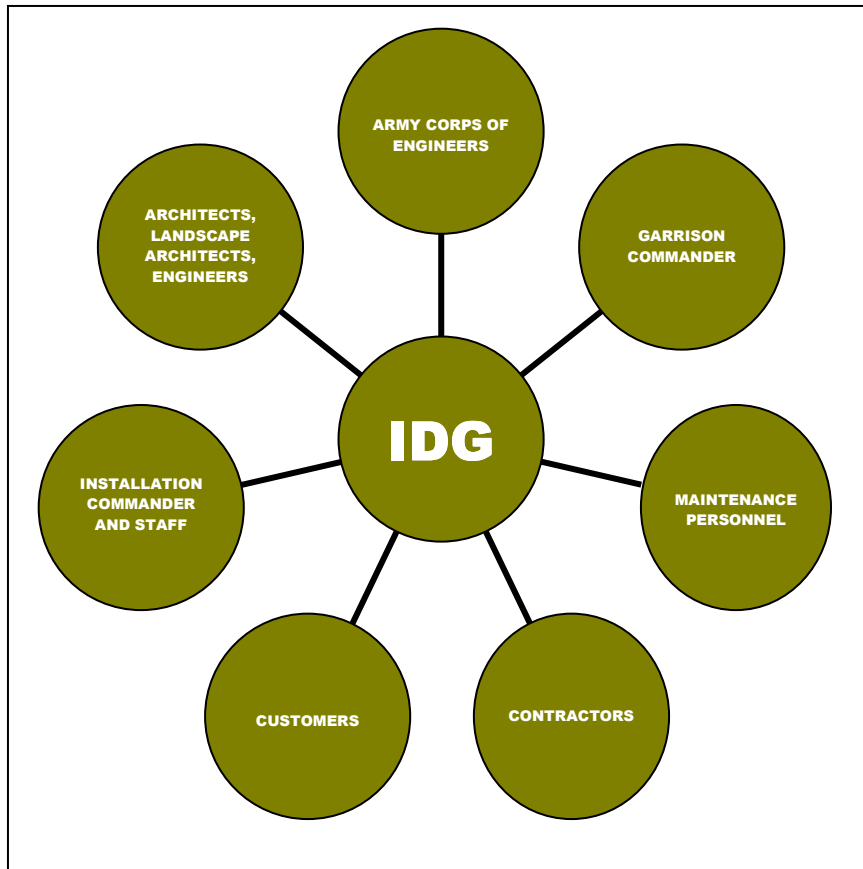 ARMY CORPS OF
ENGINEERS
ARCHITECTS,
LANDSCAPE
ARCHITECTS,
ENGINEERS
GARRISON
COMMANDER
IDG
INSTALLATION
COMMANDER
AND STAFF
MAINTENANCE
PERSONNEL
CUSTOMERS
CONTRACTORS